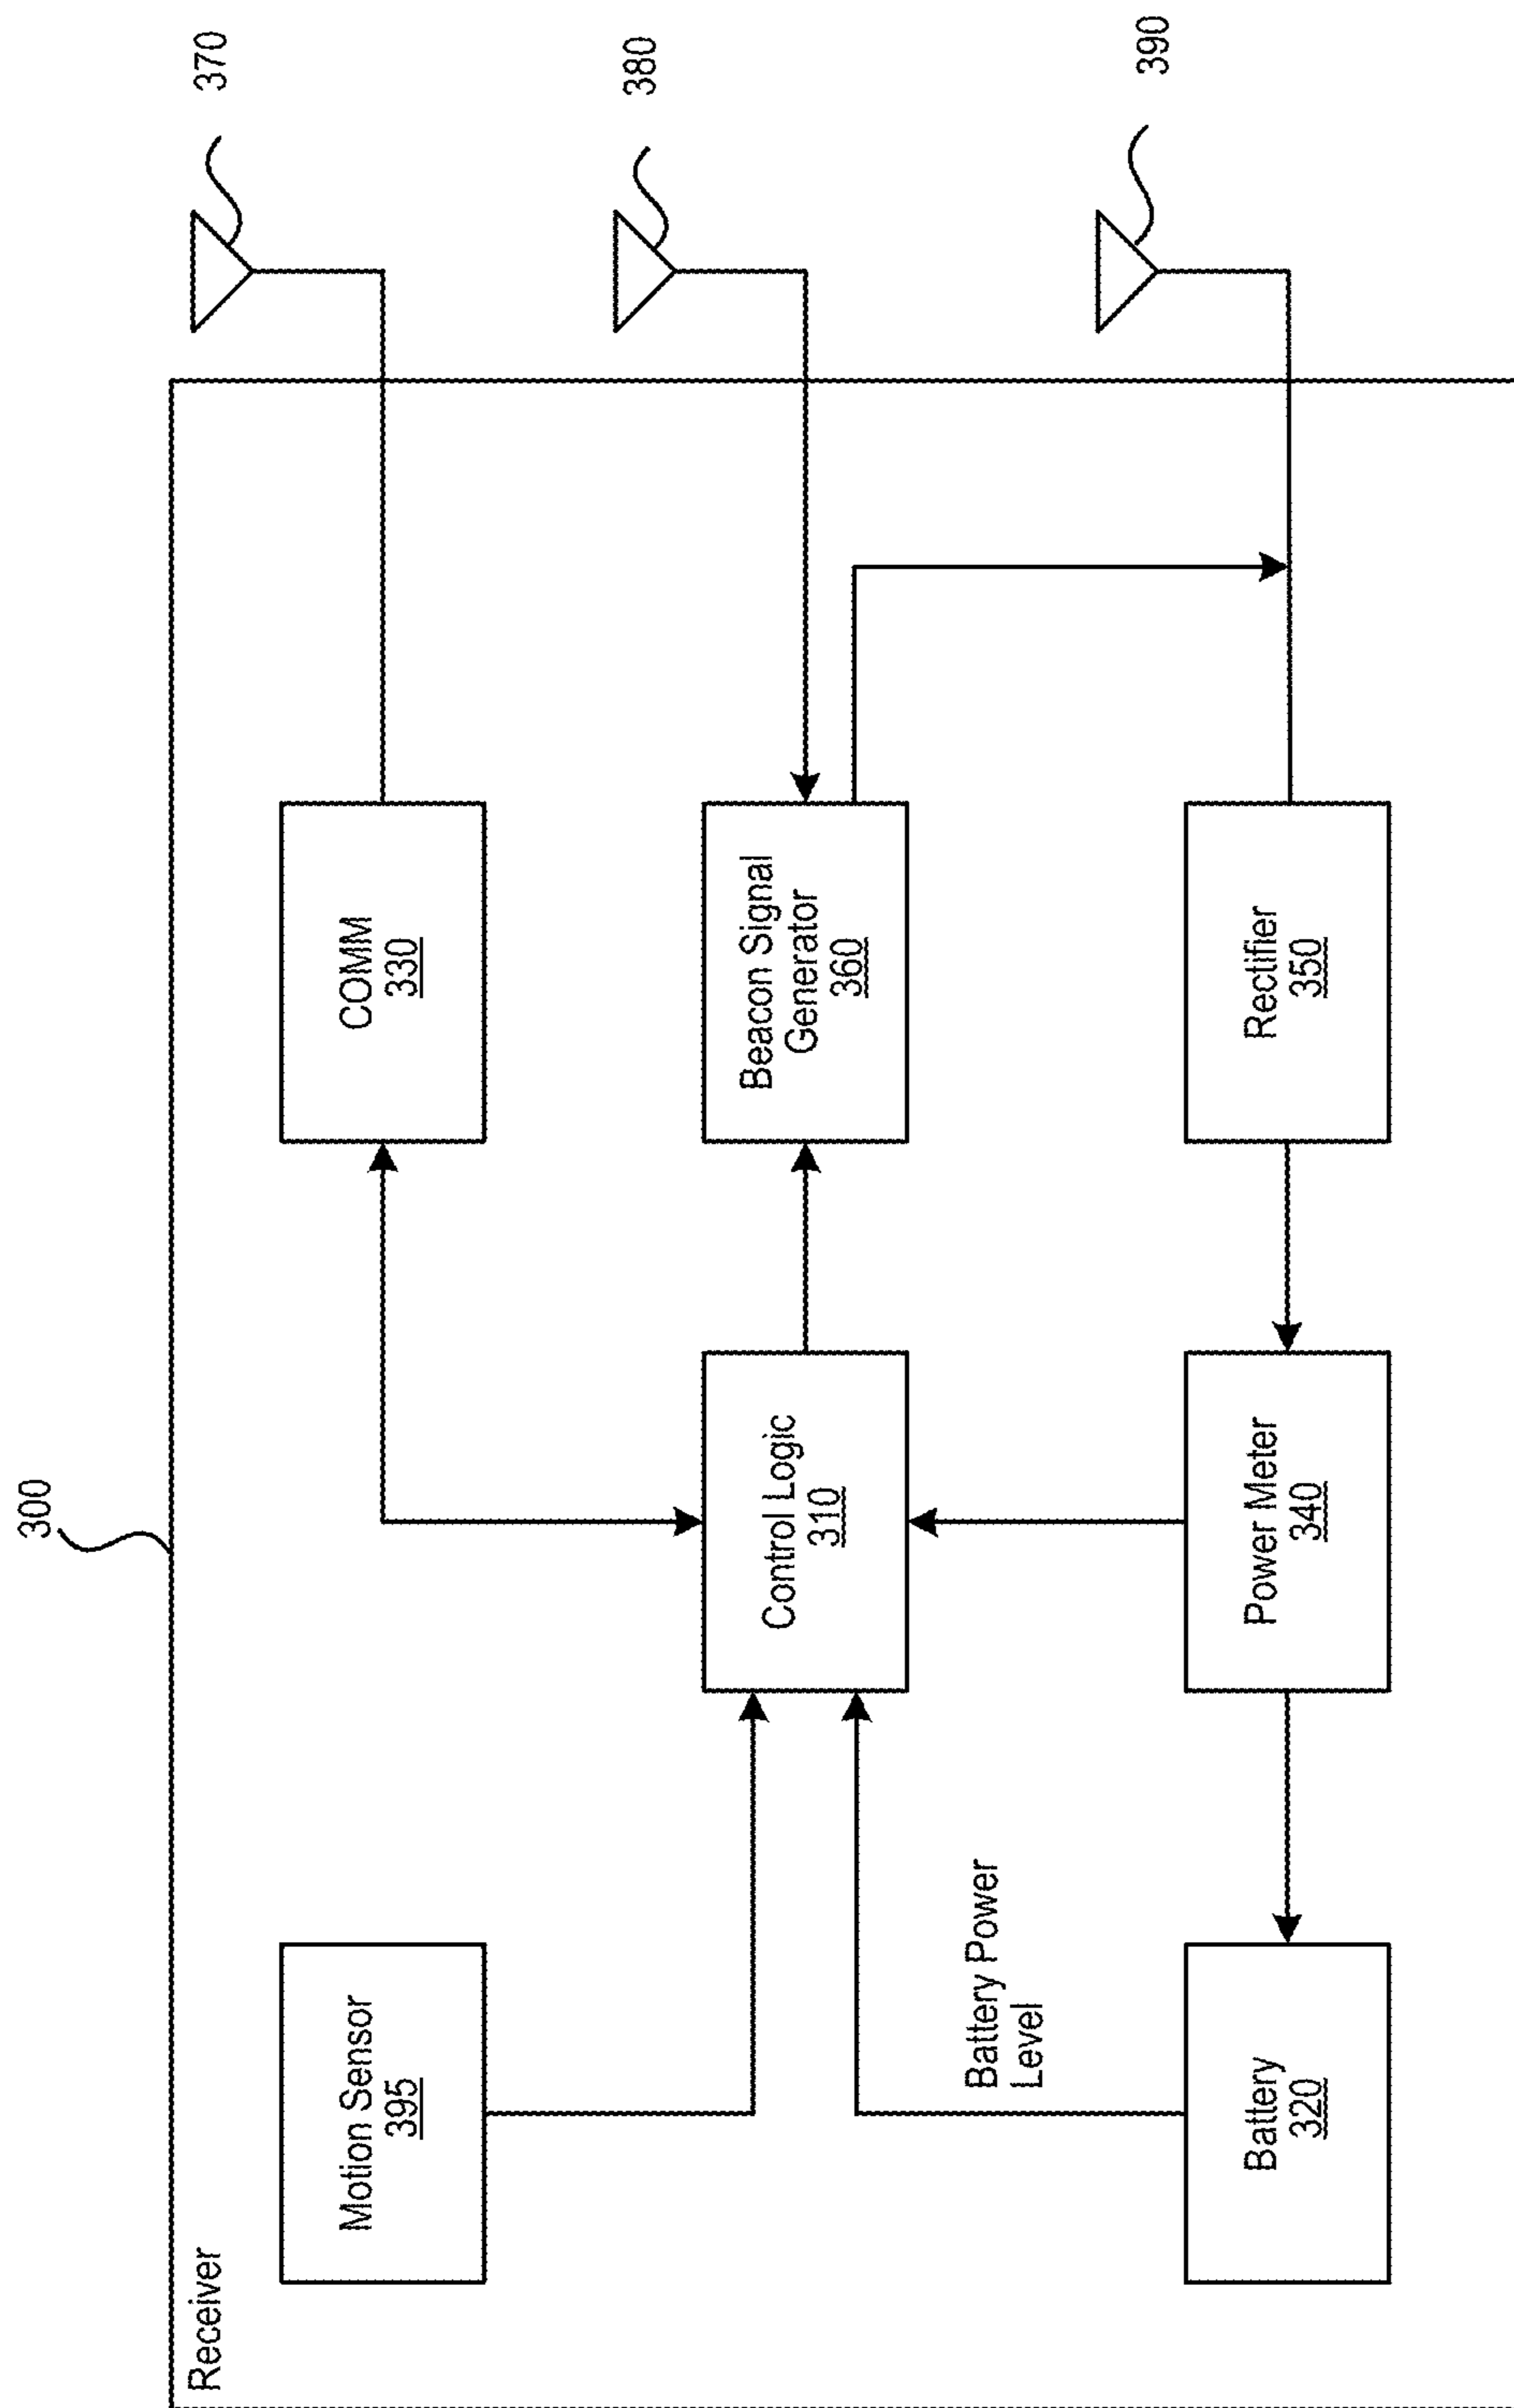 300
Receiver
Motion Sensor
395
COMM
330
370
Control Logic
310
Beacon Signal
Generator
360
380
Battery Power
Level
Battery
320
Power Meter
340
Rectifier
350
390